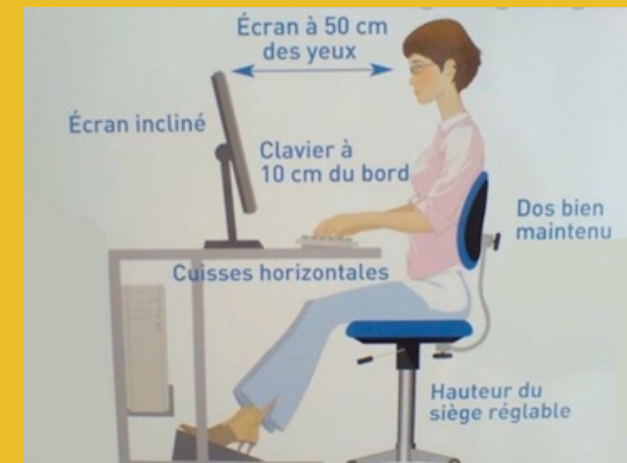 Écran à 50 cm
des yeux
Écran incliné
Clavier à
10 cm du bord
Dos bien
maintenu
Cuisses horizontales
Hauteur du
siège réglable